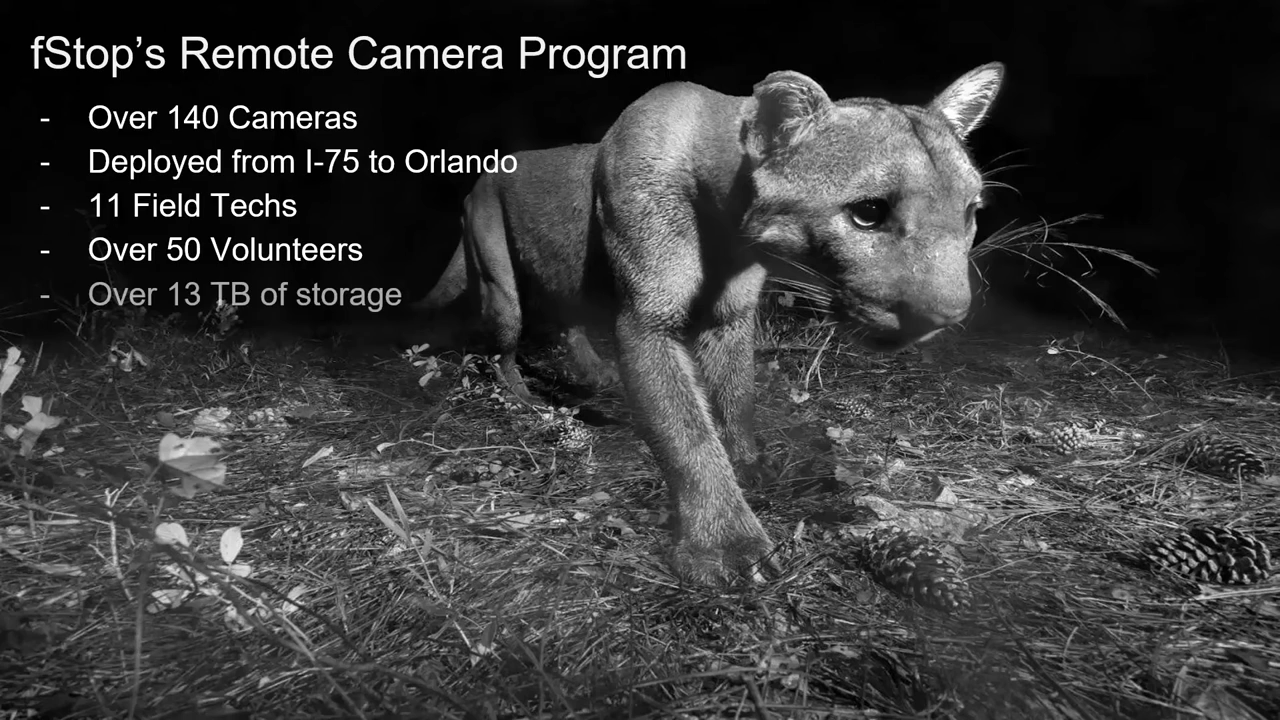 fStop’s Remote Camera Program
- Over 140 Cameras
- Deployed from I-75 to Orlando
- 11 Field Techs
- Over 50 Volunteers
- Over 13 TB of storage